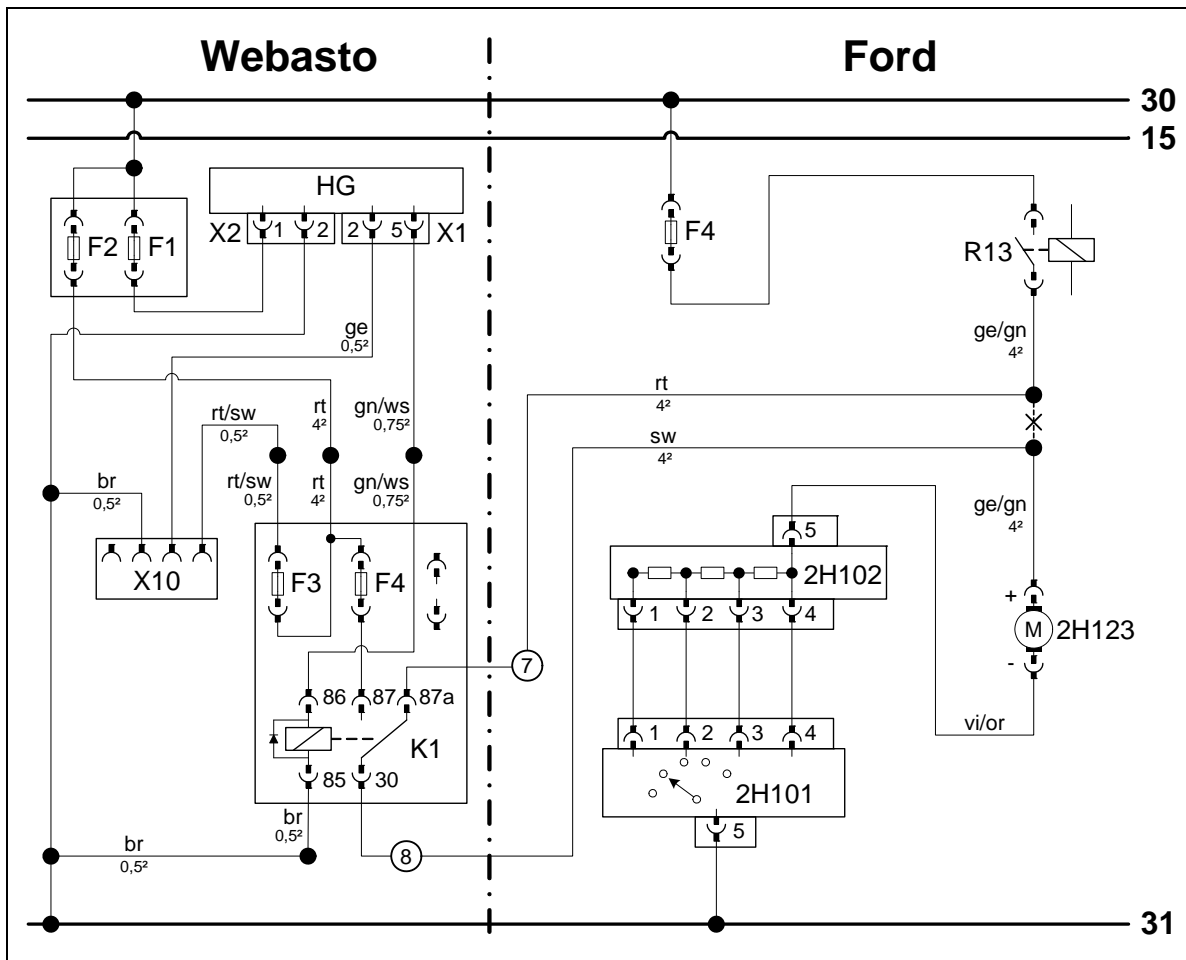 Webasto
Ford
30
15
HG
X2 1 2 2 5 X1
F2 F1
F4
R13
ge
0,5²
ge/gn
4²
rt
4²
rt/sw
0,5²
rt
4²
gn/ws
0,75²
sw
4²
br
0,5²
rt/sw
0,5²
rt
4²
gn/ws
0,75²
ge/gn
4²
5
X10
F3 F4
2H102
1 2 3 4
+
M 2H123
-
7
86 87 87a
vi/or
1 2 3 4
K1
85 30
2H101
br
0,5²
5
br
0,5²
8
31